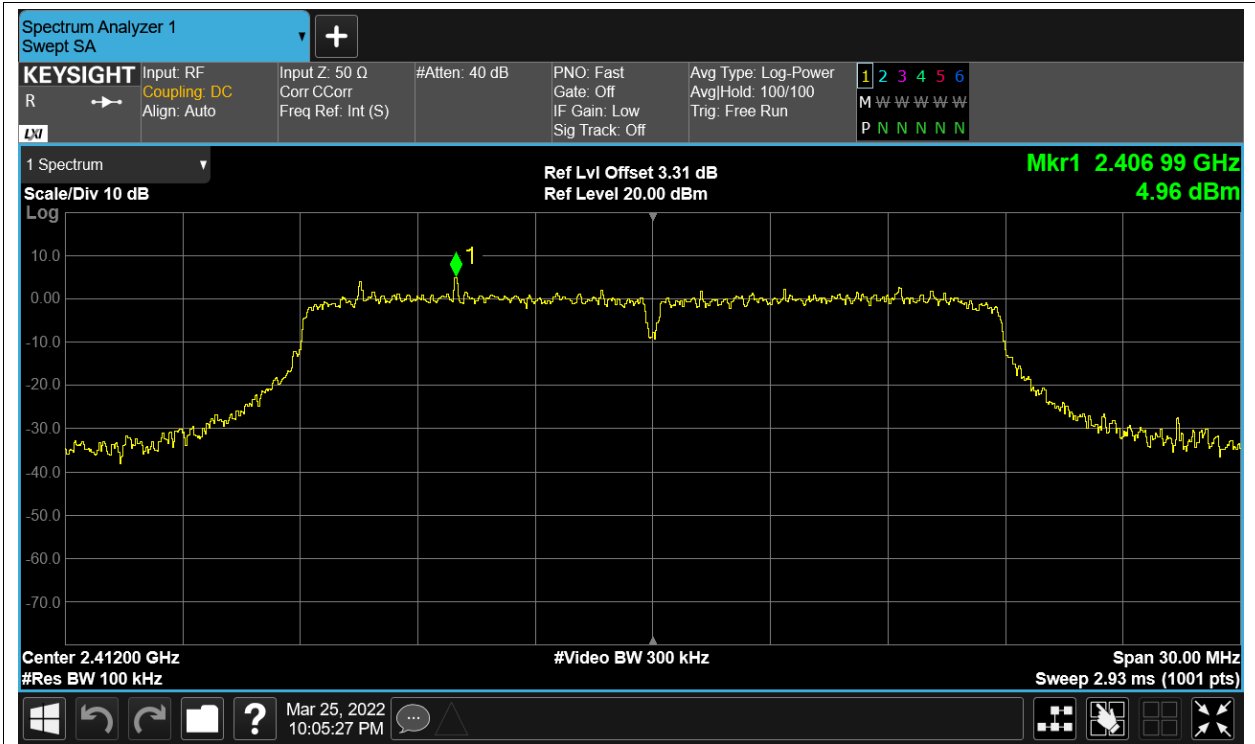 Spectrum Analyzer 1
Swept SA
KEYSIGHT
R
LXI
Input: RF
Coupling: DC
Align: Auto
Input Z: 50 Ω
Corr CCorr
Freq Ref: Int (S)
#Atten: 40 dB
PNO: Fast
Gate: Off
IF Gain: Low
Sig Track: Off
Avg Type: Log-Power
Avg|Hold: 100/100
Trig: Free Run
1 2 3 4 5 6
M W W W W W
P N N N N N
1 Spectrum
Scale/Div 10 dB
Log
Ref Lvl Offset 3.31 dB
Ref Level 20.00 dBm
Mkr1 2.406 99 GHz
4.96 dBm
1
10.0
0.00
-10.0
-20.0
-30.0
-40.0
-50.0
-60.0
-70.0
Center 2.41200 GHz
#Res BW 100 kHz
#Video BW 300 kHz
Span 30.00 MHz
Sweep 2.93 ms (1001 pts)
?
Mar 25, 2022
10:05:27 PM